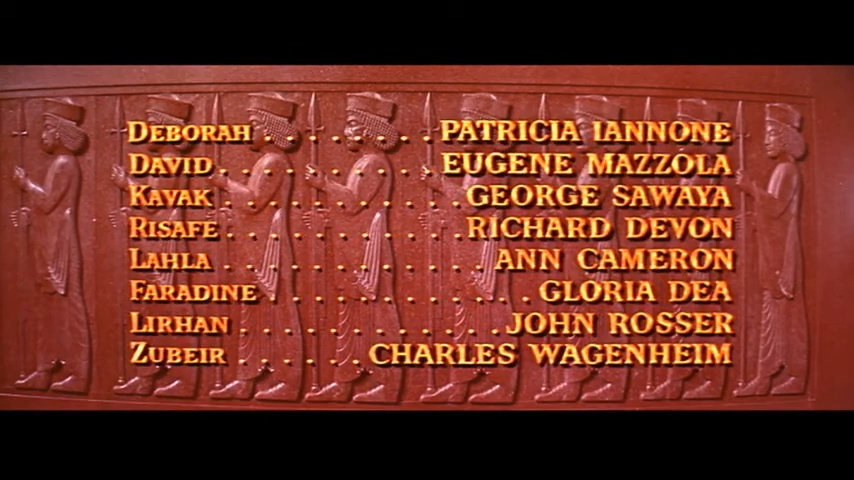 DEBORAH . . . . . . . PATRICIA IANNONE
DAVID . . . . . . . . EUGENE MAZZOLA
KAVAK . . . . . . . . GEORGE SAWAYA
RISAFE . . . . . . . . RICHARD DEVON
LAHLA . . . . . . . . . ANN CAMERON
FARADINE . . . . . . . . . GLORIA DEA
LIRHAN . . . . . . . . . JOHN ROSSER
ZUBEIR . . . . . CHARLES WAGENHEIM